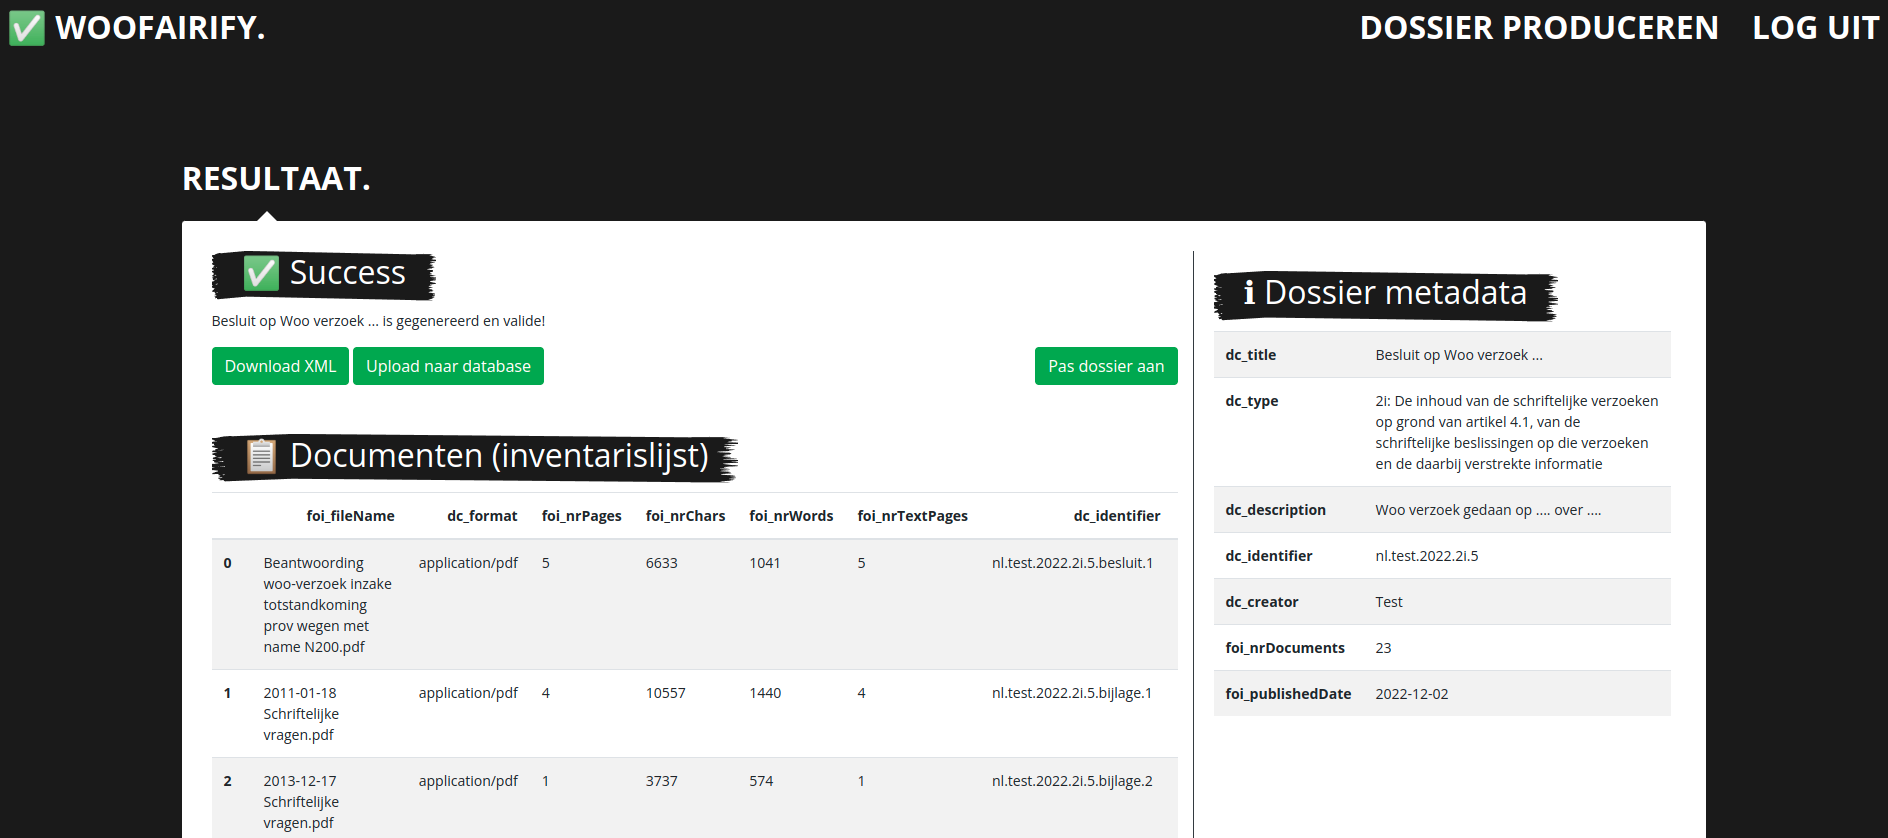 ✅ WOOFAIRIFY.
DOSSIER PRODUCEREN LOG UIT
RESULTAAT.
✅ Success
Besluit op Woo verzoek ... is gegenereerd en valide!
Download XML Upload naar database Pas dossier aan
📋 Documenten (inventarislijst)
foi_fileName dc_format foi_nrPages foi_nrChars foi_nrWords foi_nrTextPages dc_identifier
0 Beantwoording application/pdf 5 6633 1041 5 nl.test.2022.2i.5.besluit.1
woo-verzoek inzake
totstandkoming
prov wegen met
name N200.pdf
1 2011-01-18 application/pdf 4 10557 1440 4 nl.test.2022.2i.5.bijlage.1
Schriftelijke
vragen.pdf
2 2013-12-17 application/pdf 1 3737 574 1 nl.test.2022.2i.5.bijlage.2
Schriftelijke
vragen.pdf
ℹ Dossier metadata
dc_title Besluit op Woo verzoek ...
dc_type 2i: De inhoud van de schriftelijke verzoeken
op grond van artikel 4.1, van de
schriftelijke beslissingen op die verzoeken
en de daarbij verstrekte informatie
dc_description Woo verzoek gedaan op .... over ....
dc_identifier nl.test.2022.2i.5
dc_creator Test
foi_nrDocuments 23
foi_publishedDate 2022-12-02